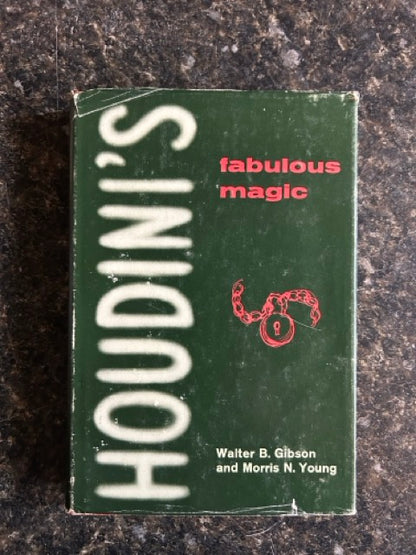 HOUDINI'S
fabulous
magic
Walter B. Gibson
and Morris N. Young